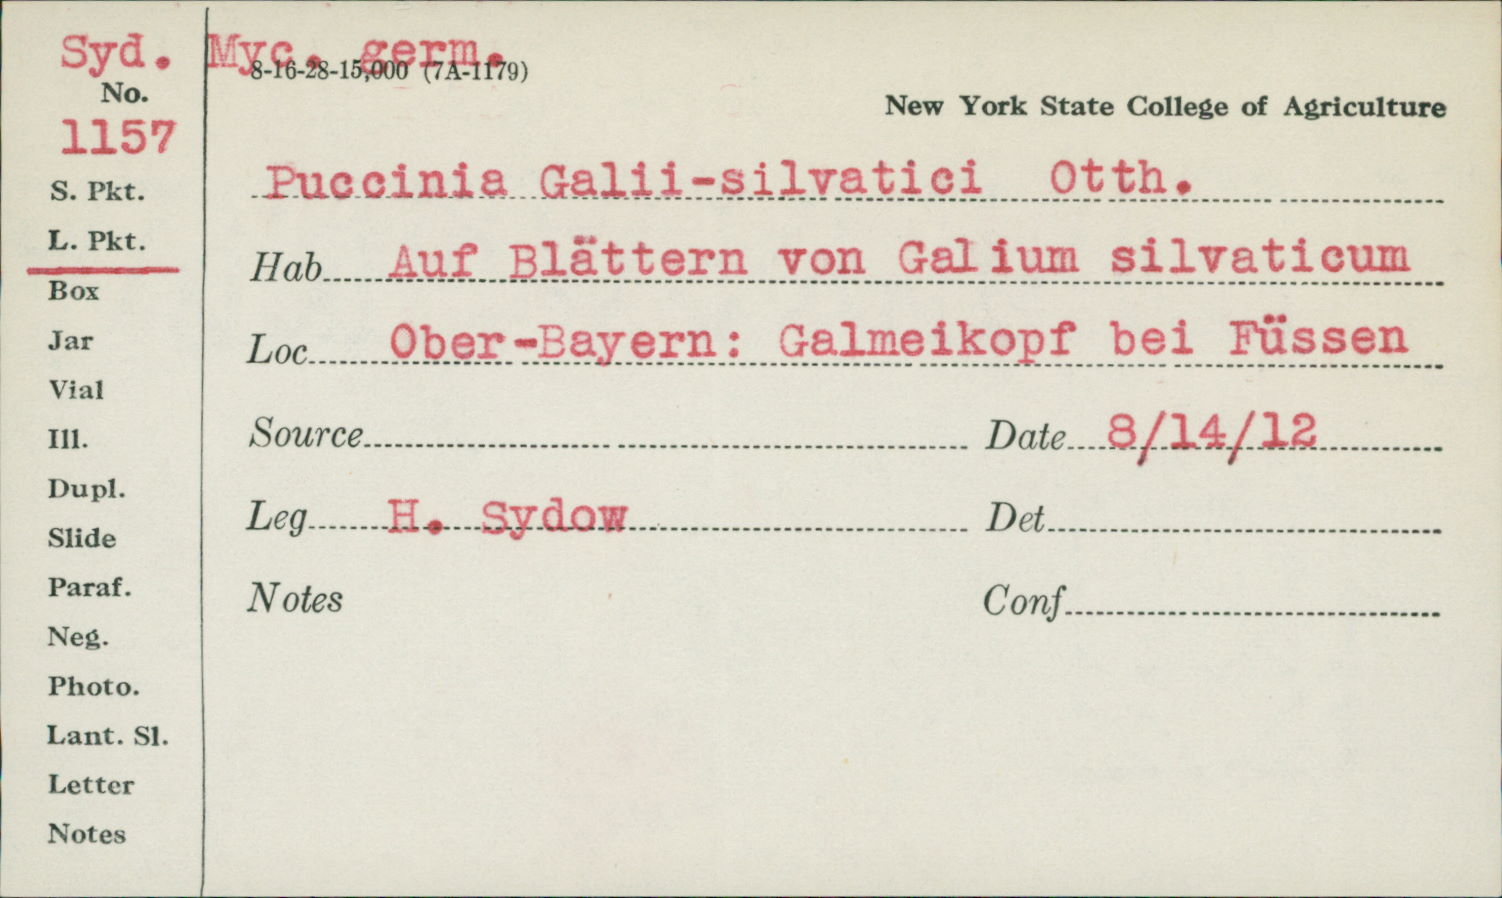 Syd. Myc. germ.
8-16-28-15,000 (7A-1179)
No.
1157
New York State College of Agriculture
S. Pkt.
L. Pkt.
Box
Jar
Vial
Ill.
Dupl.
Slide
Paraf.
Neg.
Photo.
Lant. Sl.
Letter
Notes
Puccinia Galii-silvatici Otth.
Hab. Auf Blättern von Galium silvaticum
Loc. Ober-Bayern: Galmeikopf bei Füssen
Source Date 8/14/12
Leg. H. Sydow Det.
Notes Conf.